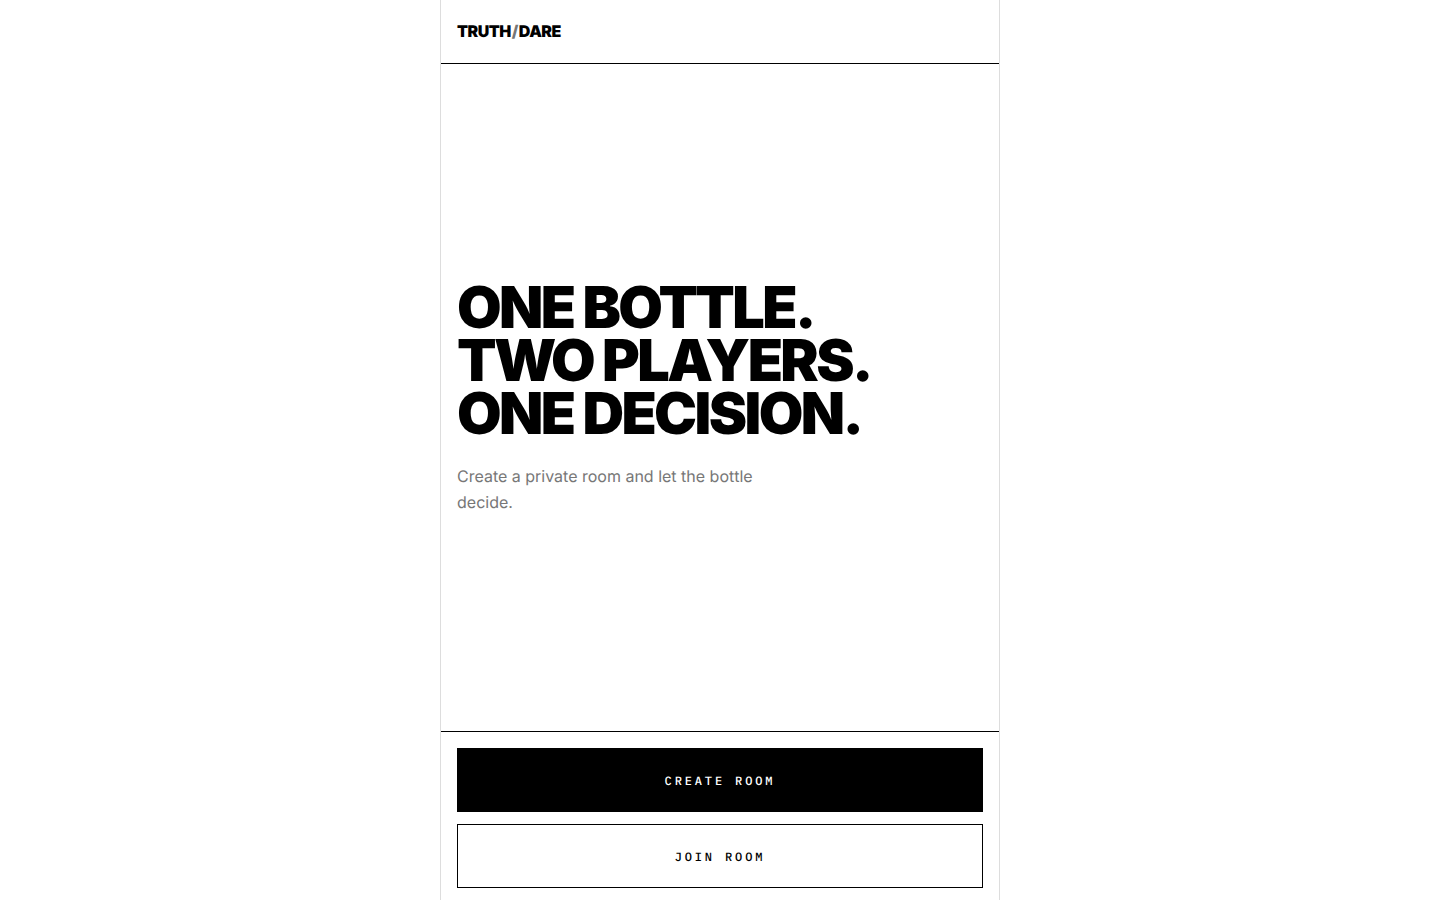 TRUTH/DARE
ONE BOTTLE.
TWO PLAYERS.
ONE DECISION.
Create a private room and let the bottle
decide.
CREATE ROOM
JOIN ROOM